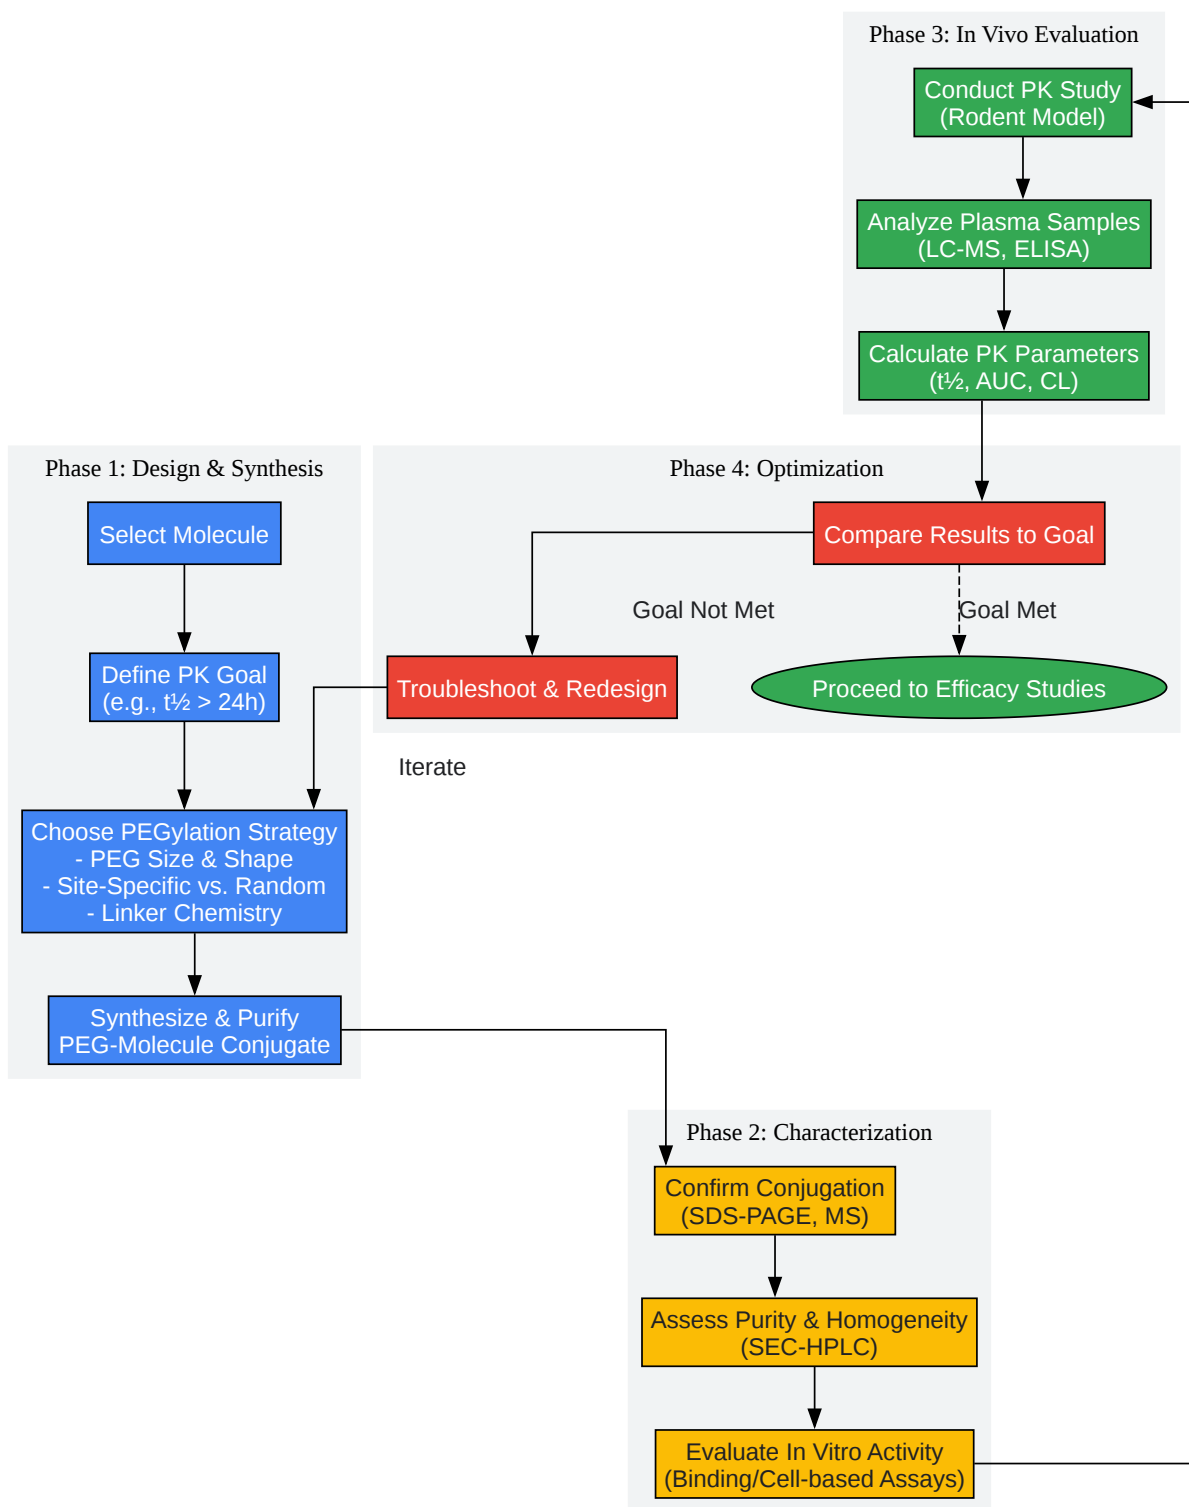 Phase 3: In Vivo Evaluation
Conduct PK Study
(Rodent Model)
Analyze Plasma Samples
(LC-MS, ELISA)
Calculate PK Parameters
(t½, AUC, CL)
Phase 1: Design & Synthesis
Select Molecule
Define PK Goal
(e.g., t½ > 24h)
Choose PEGylation Strategy
- PEG Size & Shape
- Site-Specific vs. Random
- Linker Chemistry
Synthesize & Purify
PEG-Molecule Conjugate
Phase 4: Optimization
Compare Results to Goal
Goal Not Met
Goal Met
Troubleshoot & Redesign
Proceed to Efficacy Studies
Iterate
Phase 2: Characterization
Confirm Conjugation
(SDS-PAGE, MS)
Assess Purity & Homogeneity
(SEC-HPLC)
Evaluate In Vitro Activity
(Binding/Cell-based Assays)